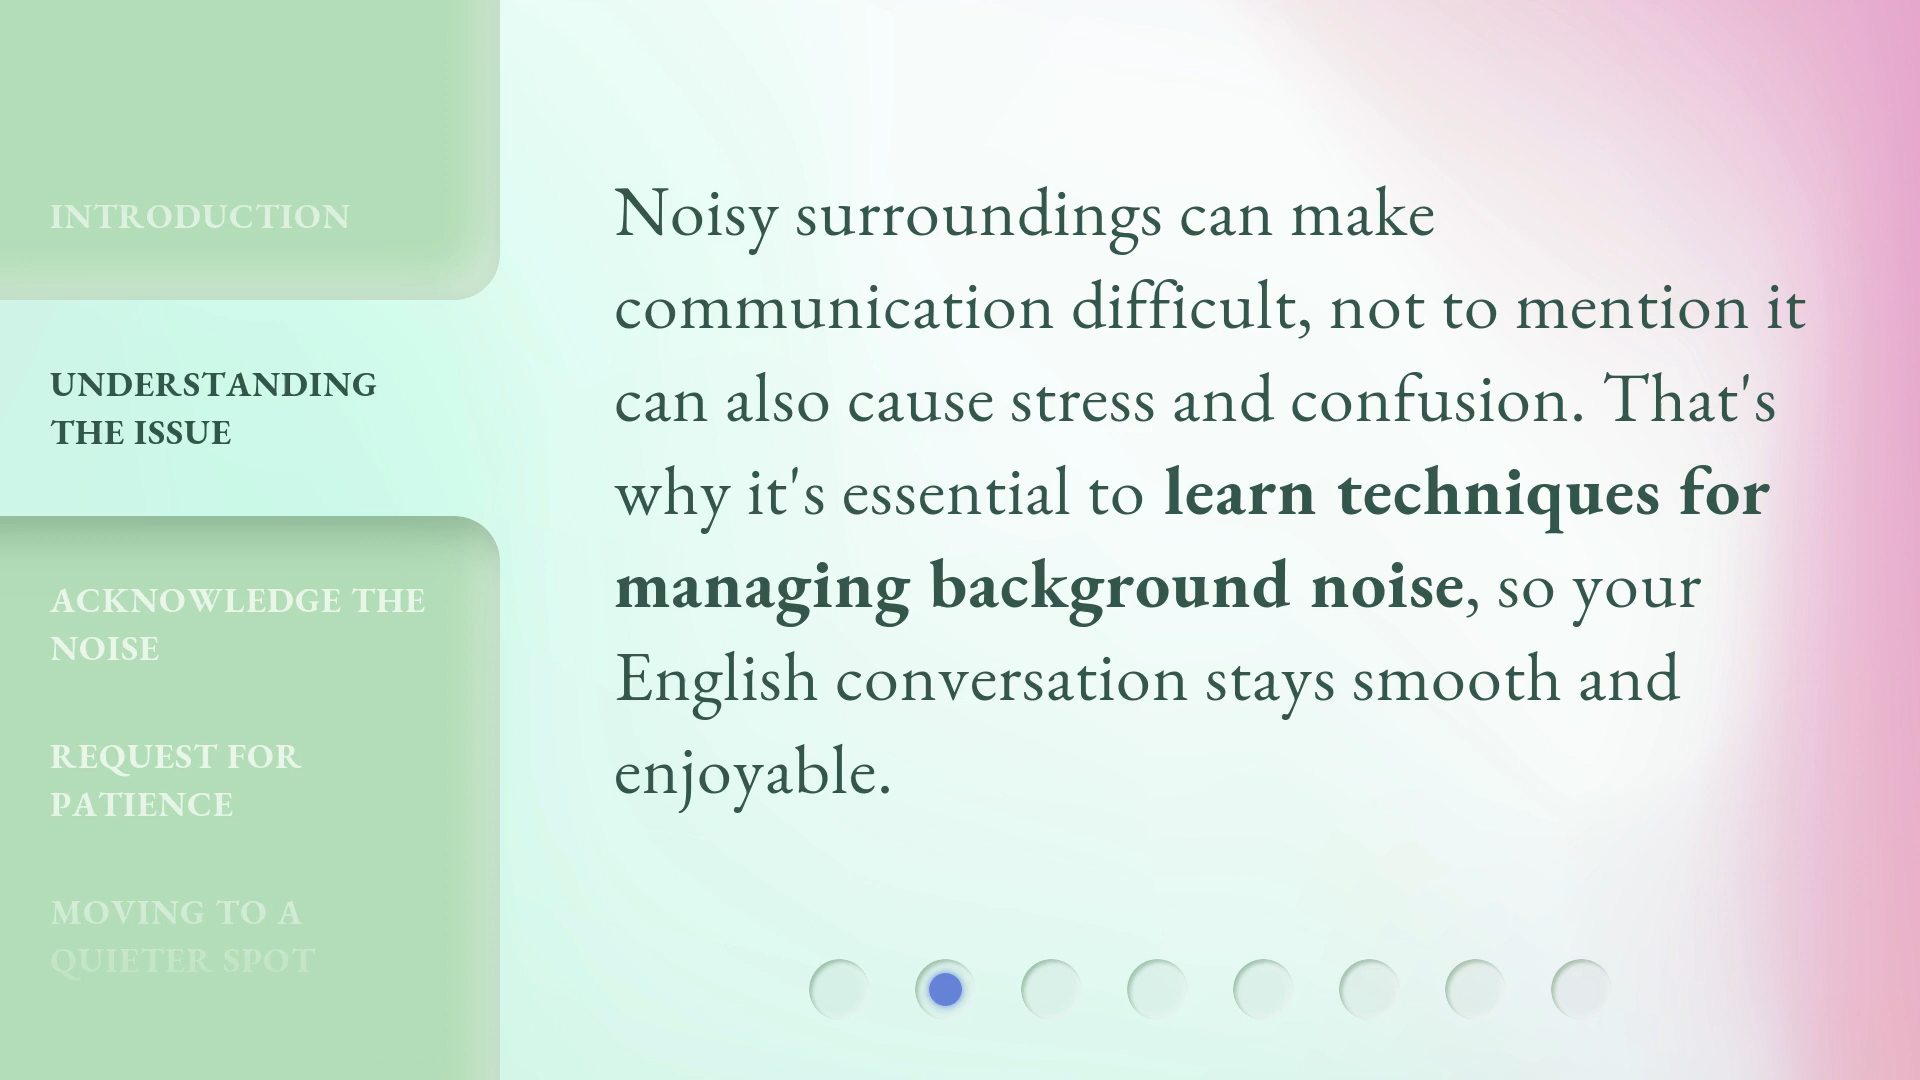 INTRODUCTION
UNDERSTANDING
THE ISSUE
ACKNOWLEDGE THE
NOISE
REQUEST FOR
PATIENCE
MOVING TO A
QUIETER SPOT
Noisy surroundings can make
communication difficult, not to mention it
can also cause stress and confusion. That's
why it's essential to learn techniques for
managing background noise, so your
English conversation stays smooth and
enjoyable.